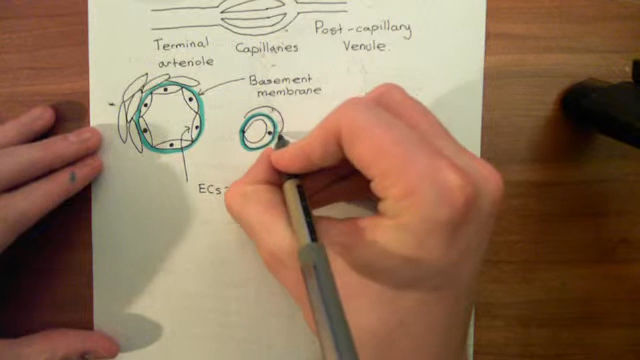 Terminal
arteriole
Capillaries
Post-capillary
Venule.
Basement
membrane
ECs